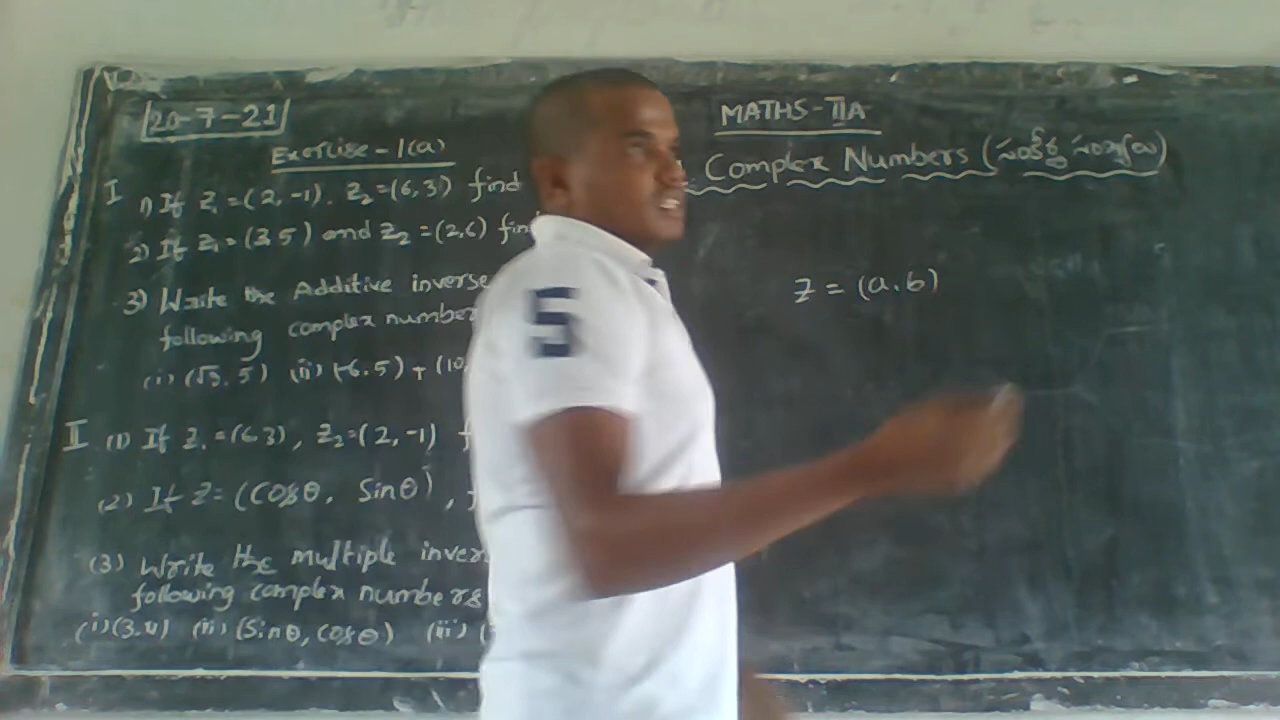 20-7-21
Exercise - 1(a)
I 1) If Z₁ = (2, -1). Z₂ = (6, 3) find
2) If Z₁ = (3 5) and Z₂ = (2,6) fin
3) Write the Additive inverse
following complex number
(i) (√3. 5) (ii) (-6.5) + (10,
II (1) If Z₁ = (6 3), Z₂ = (2, -1) f
(2) If Z = (Cosθ, Sinθ),
(3) Write the multiple inver
following complex numbers
(i) (3.4) (ii) (Sinθ, Cosθ) (iii) (
5
MATHS - IIA
Complex Numbers (సంకీర్ణ సంఖ్యలు)
Z = (a.b)